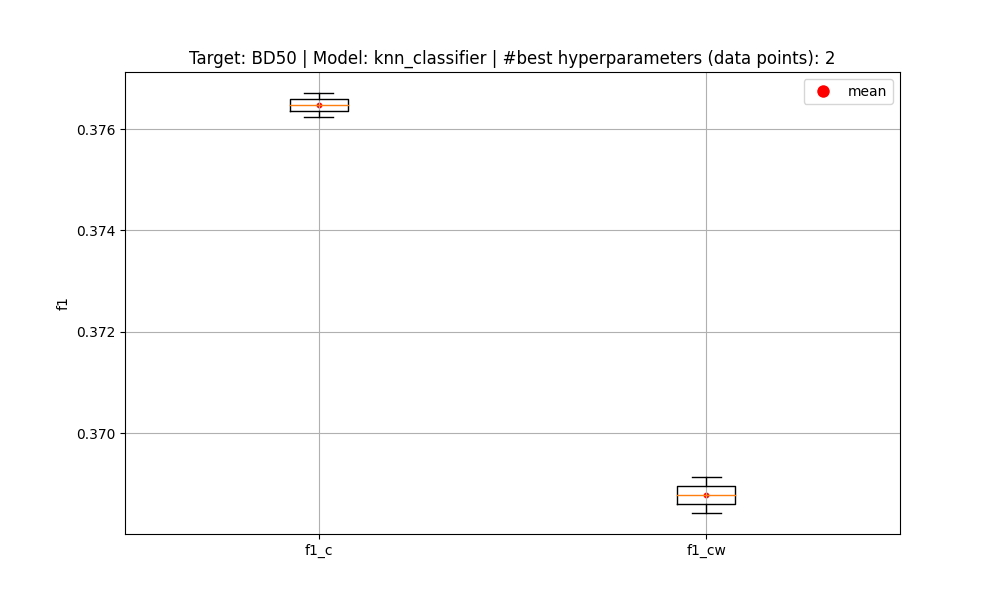 Target: BD50 | Model: knn_classifier | #best hyperparameters (data points): 2
mean
0.376
0.374
0.372
0.370
f1
f1_c
f1_cw